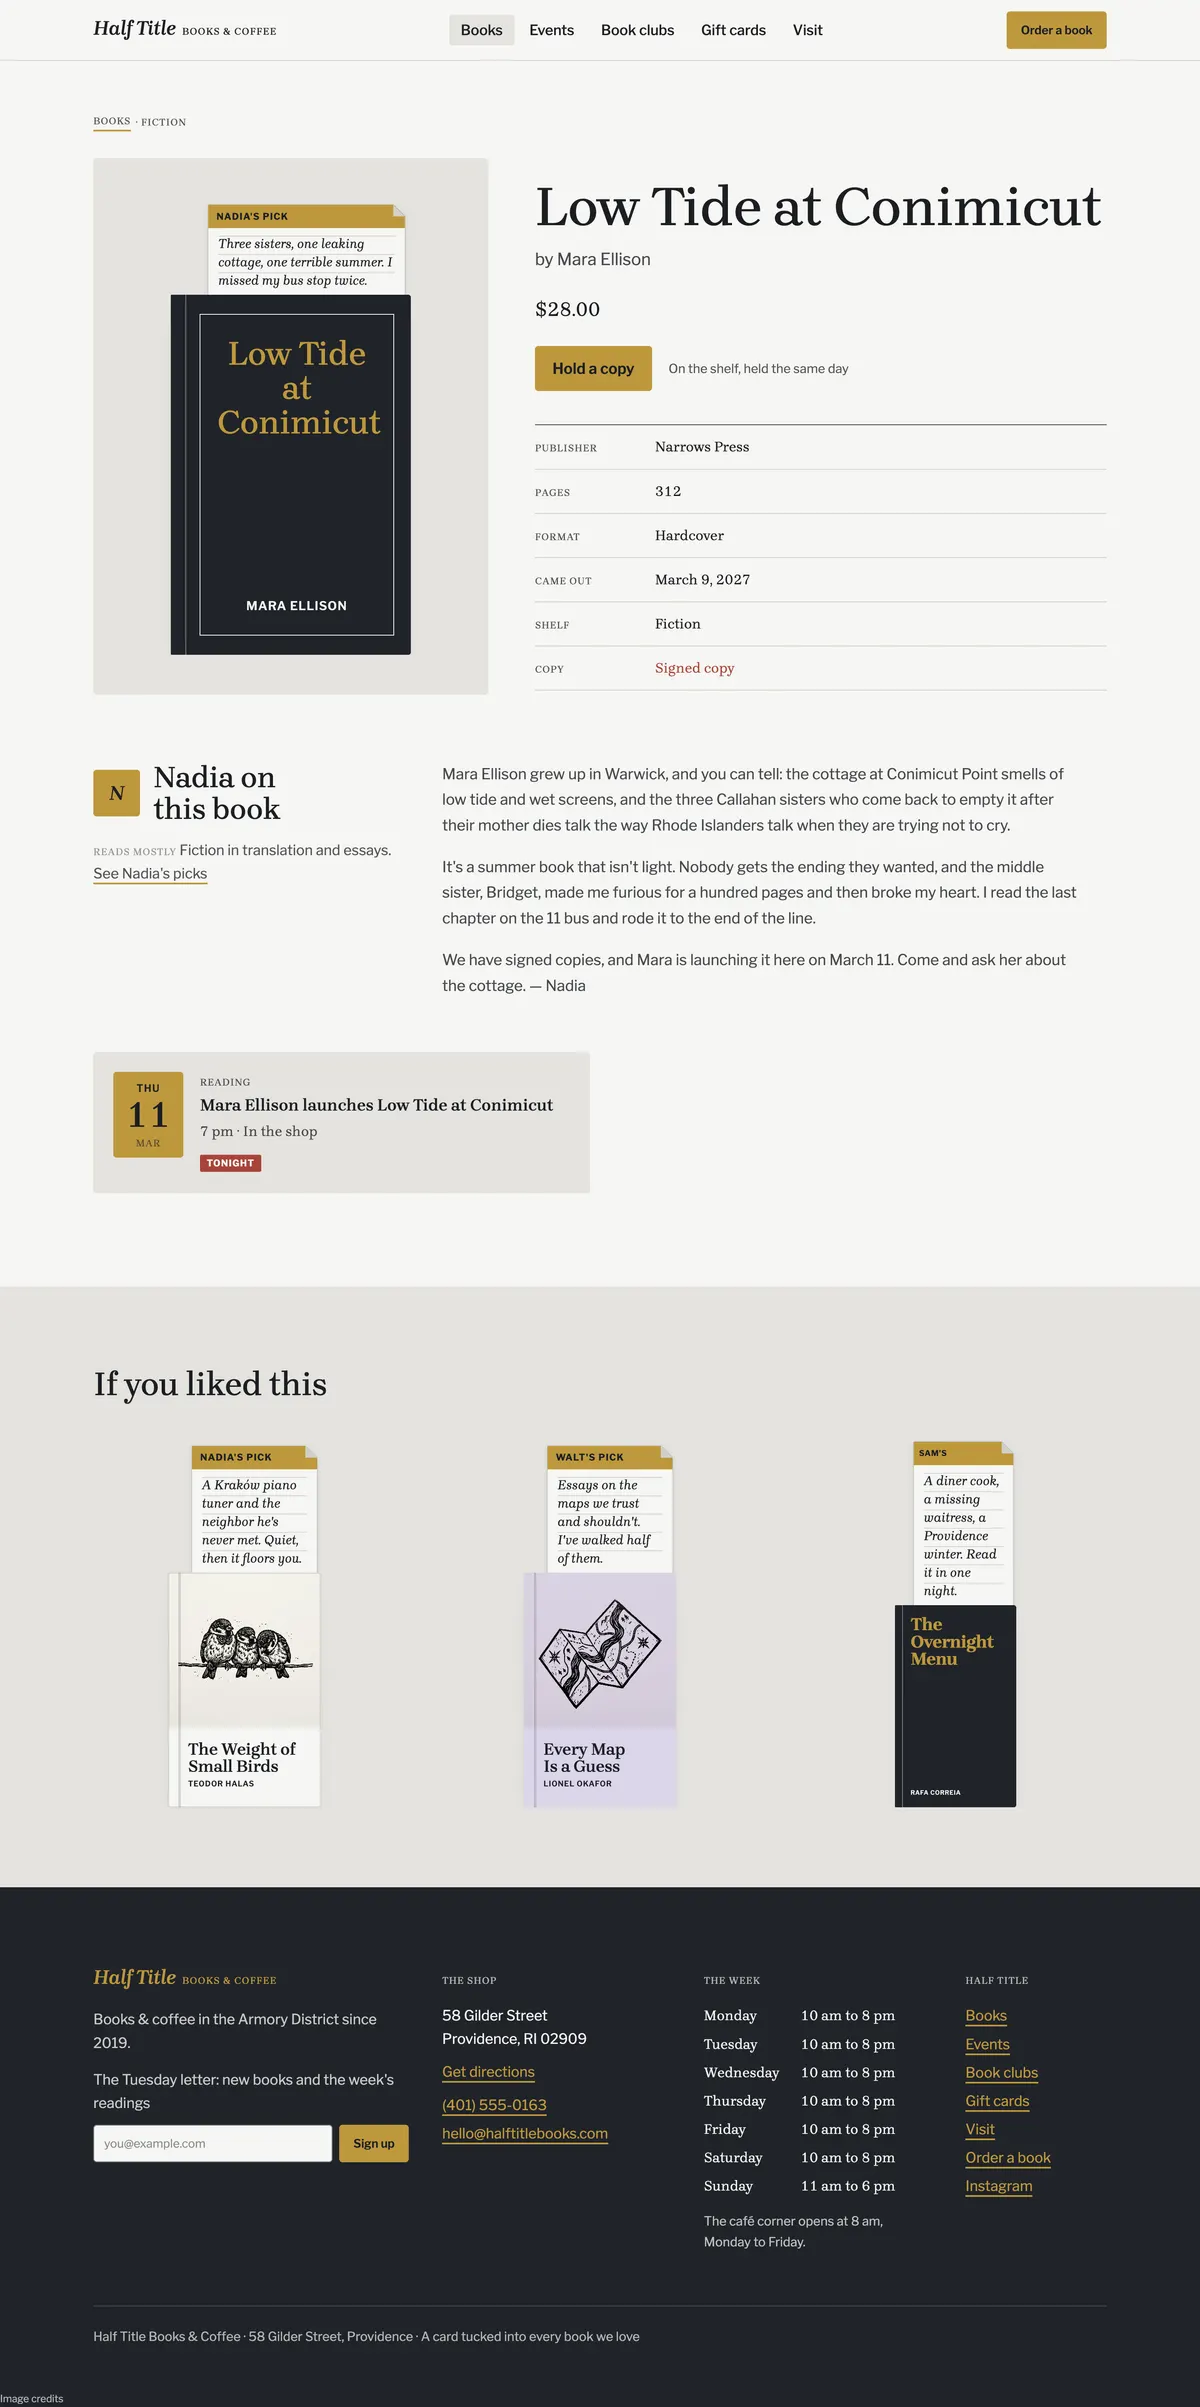 Half Title BOOKS & COFFEE
Books
Events
Book clubs
Gift cards
Visit
Order a book
BOOKS · FICTION
NADIA'S PICK
Three sisters, one leaking
cottage, one terrible summer. I
missed my bus stop twice.
Low Tide
at
Conimicut
MARA ELLISON
Low Tide at Conimicut
by Mara Ellison
$28.00
Hold a copy
On the shelf, held the same day
PUBLISHER Narrows Press
PAGES 312
FORMAT Hardcover
CAME OUT March 9, 2027
SHELF Fiction
COPY Signed copy
N
Nadia on
this book
READS MOSTLY Fiction in translation and essays.
See Nadia's picks
Mara Ellison grew up in Warwick, and you can tell: the cottage at Conimicut Point smells of
low tide and wet screens, and the three Callahan sisters who come back to empty it after
their mother dies talk the way Rhode Islanders talk when they are trying not to cry.
It's a summer book that isn't light. Nobody gets the ending they wanted, and the middle
sister, Bridget, made me furious for a hundred pages and then broke my heart. I read the last
chapter on the 11 bus and rode it to the end of the line.
We have signed copies, and Mara is launching it here on March 11. Come and ask her about
the cottage. — Nadia
THU
11
MAR
READING
Mara Ellison launches Low Tide at Conimicut
7 pm · In the shop
TONIGHT
If you liked this
NADIA'S PICK
A Kraków piano
tuner and the
neighbor he's
never met. Quiet,
then it floors you.
The Weight of
Small Birds
TEODOR HALAS
WALT'S PICK
Essays on the
maps we trust
and shouldn't.
I've walked half
of them.
Every Map
Is a Guess
LIONEL OKAFOR
SAM'S
A diner cook,
a missing
waitress, a
Providence
winter. Read
it in one
night.
The
Overnight
Menu
RAFA CORREIA
Half Title BOOKS & COFFEE
Books & coffee in the Armory District since
2019.
The Tuesday letter: new books and the week's
readings
you@example.com
Sign up
THE SHOP
58 Gilder Street
Providence, RI 02909
Get directions
(401) 555-0163
hello@halftitlebooks.com
THE WEEK
Monday 10 am to 8 pm
Tuesday 10 am to 8 pm
Wednesday 10 am to 8 pm
Thursday 10 am to 8 pm
Friday 10 am to 8 pm
Saturday 10 am to 8 pm
Sunday 11 am to 6 pm
The café corner opens at 8 am,
Monday to Friday.
HALF TITLE
Books
Events
Book clubs
Gift cards
Visit
Order a book
Instagram
Half Title Books & Coffee · 58 Gilder Street, Providence · A card tucked into every book we love
Image credits